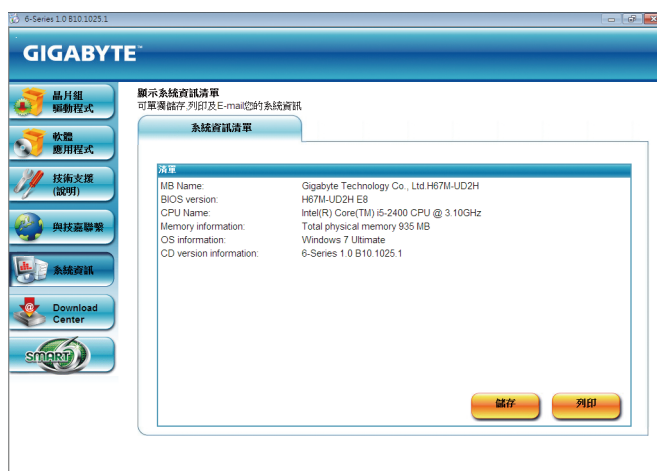 6-Series 1.0 B10.1025.1
GIGABYTE™
晶片組
驅動程式
軟體
應用程式
技術支援
(說明)
與技嘉聯繫
系統資訊
Download
Center
SMART6
顯示系統資訊清單
可單獨儲存,列印及E-mail您的系統資訊
系統資訊清單
清單
MB Name: Gigabyte Technology Co., Ltd.H67M-UD2H
BIOS version: H67M-UD2H E8
CPU Name: Intel(R) Core(TM) i5-2400 CPU @ 3.10GHz
Memory information: Total physical memory 935 MB
OS information: Windows 7 Ultimate
CD version information: 6-Series 1.0 B10.1025.1
儲存 列印